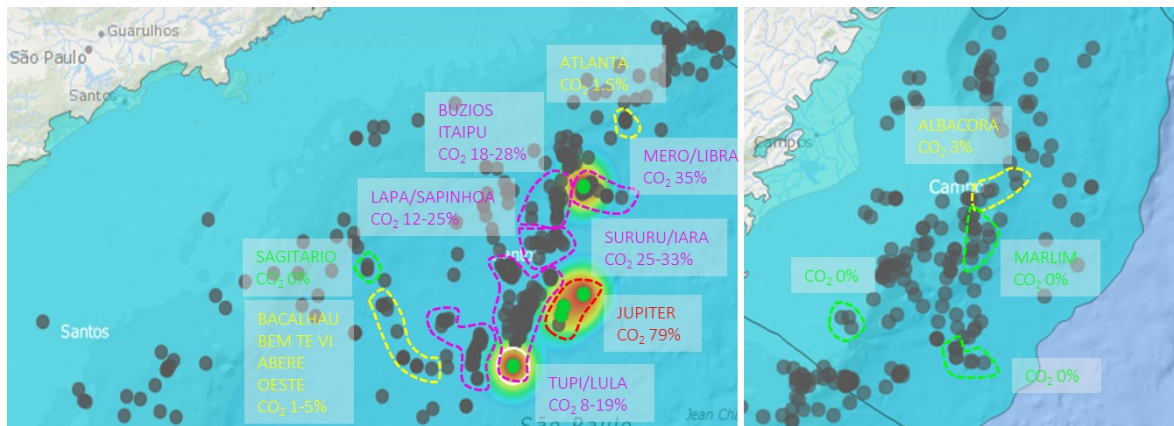 Guarulhos
São Paulo
Santos
ATLANTA
CO₂ 1.5%
BUZIOS
ITAIPU
CO₂ 18-28%
MERO/LIBRA
CO₂ 35%
LAPA/SAPINHOA
CO₂ 12-25%
SURURU/IARA
CO₂ 25-33%
SAGITARIO
CO₂ 0%
JUPITER
CO₂ 79%
Santos
BACALHAU
BEM TE VI
ABERE
OESTE
CO₂ 1-5%
TUPI/LULA
CO₂ 8-19%
São Paulo
Jean Cha
ALBACORA
CO₂ 3%
Campos
Campo
MARLIM
CO₂ 0%
CO₂ 0%
CO₂ 0%